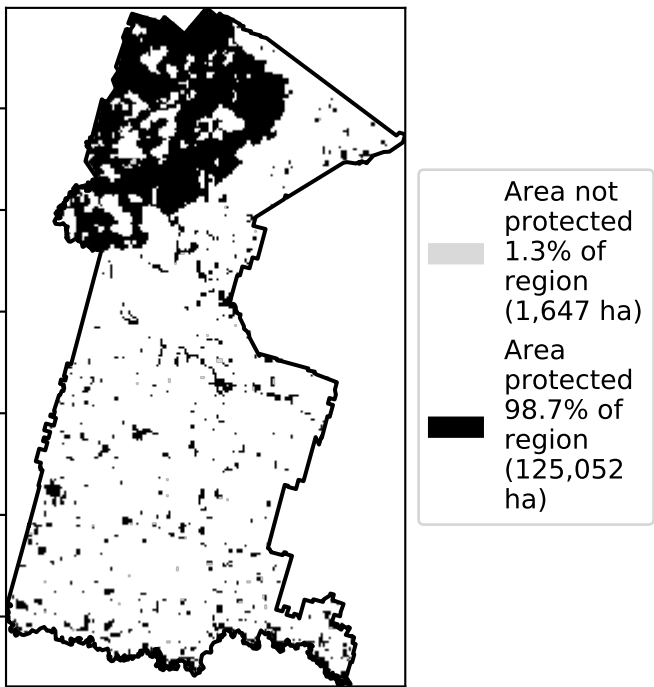 Area not
protected
1.3% of
region
(1,647 ha)
Area
protected
98.7% of
region
(125,052
ha)